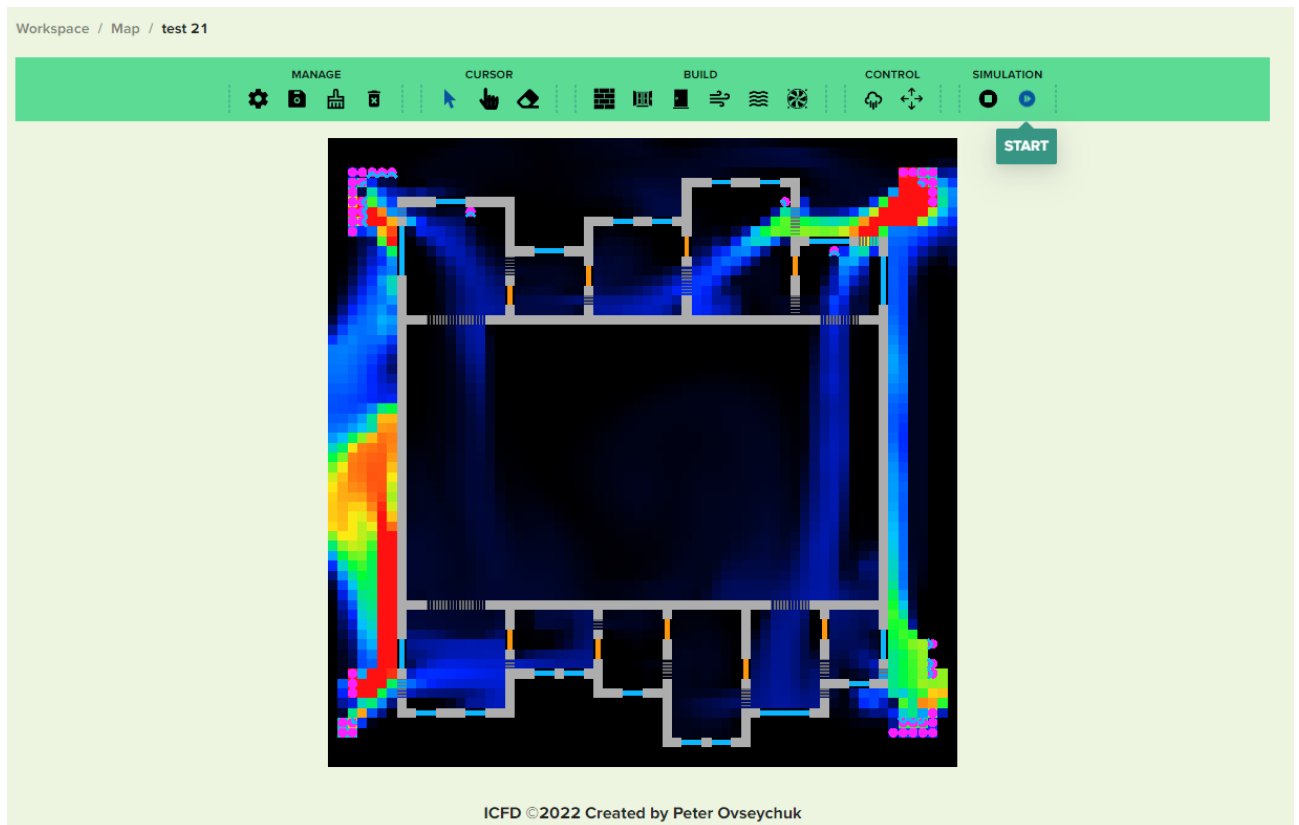 Workspace / Map / test 21
MANAGE CURSOR BUILD CONTROL SIMULATION
START
ICFD ©2022 Created by Peter Ovseychuk